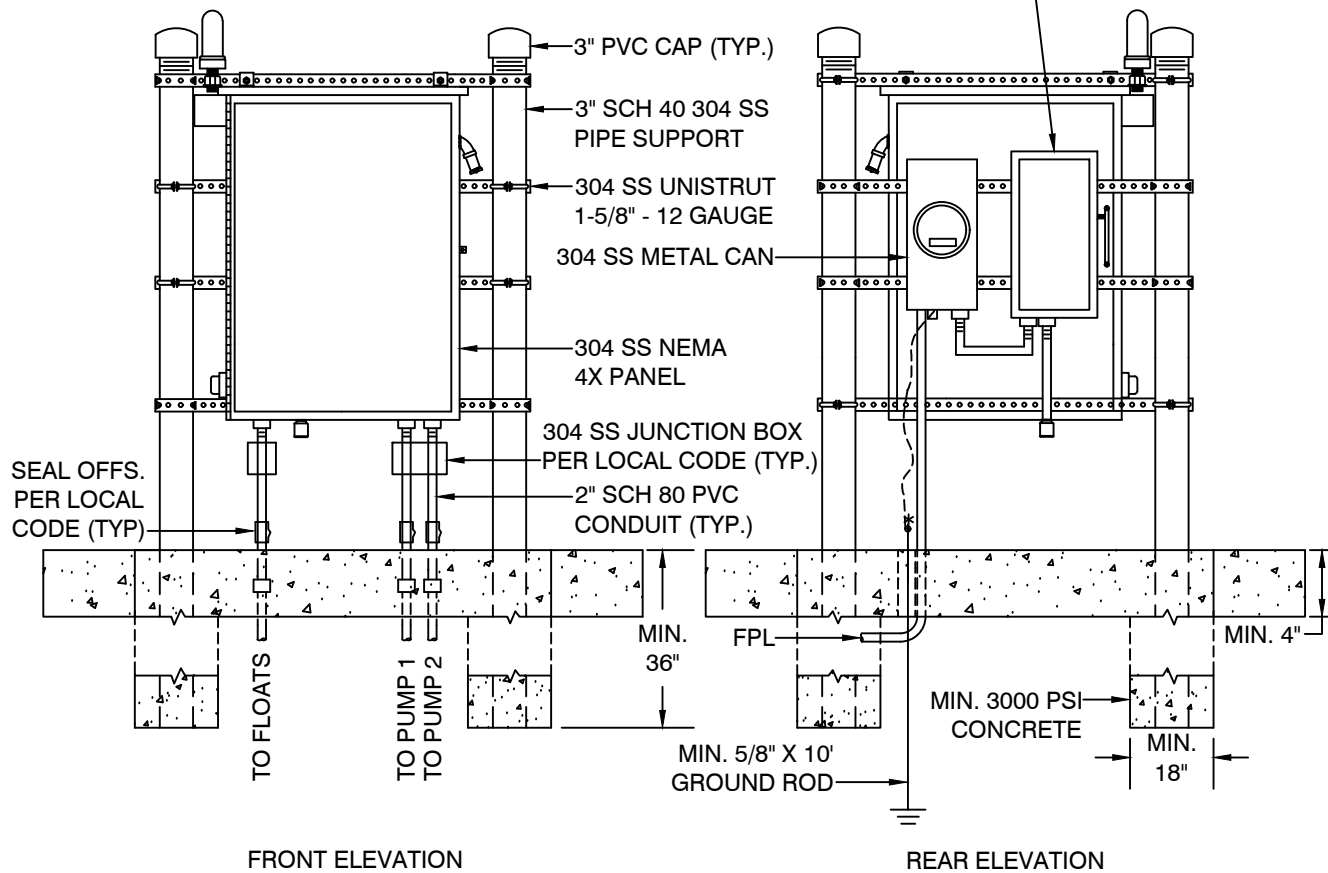 3" PVC CAP (TYP.)
3" SCH 40 304 SS
PIPE SUPPORT
304 SS UNISTRUT
1-5/8" - 12 GAUGE
304 SS METAL CAN
304 SS NEMA
4X PANEL
304 SS JUNCTION BOX
PER LOCAL CODE (TYP.)
SEAL OFFS.
PER LOCAL
CODE (TYP)
2" SCH 80 PVC
CONDUIT (TYP.)
MIN.
36"
FPL
MIN. 4"
TO FLOATS
TO PUMP 1
TO PUMP 2
MIN. 3000 PSI
CONCRETE
MIN.
18"
MIN. 5/8" X 10'
GROUND ROD
FRONT ELEVATION
REAR ELEVATION